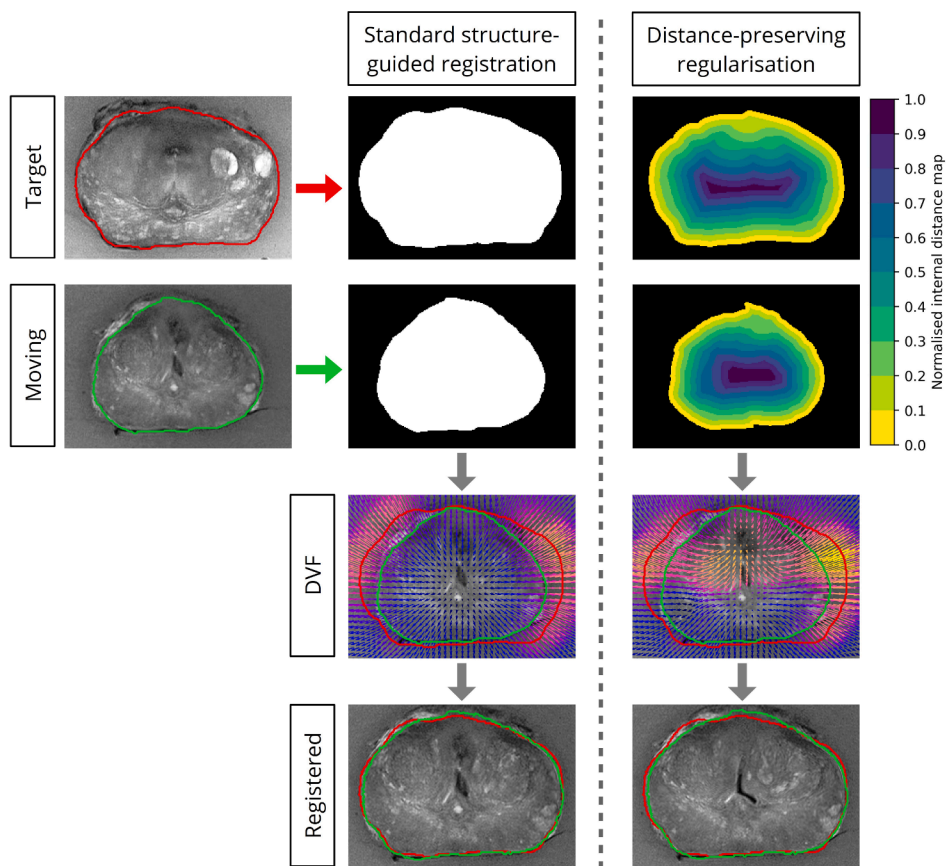 Standard structure-
guided registration
Distance-preserving
regularisation
Target
1.0
0.9
0.8
0.7
0.6
0.5
0.4
0.3
0.2
0.1
0.0
Normalised internal distance map
Moving
DVF
Registered